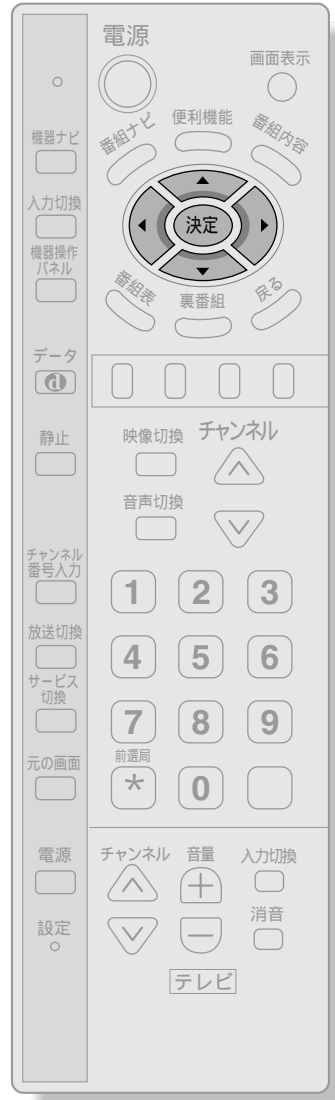 電源
画面表示
機器ナビ
番組ナビ
便利機能
番組内容
入力切換
決定
機器操作
パネル
番組表
裏番組
戻る
データ
d
静止
映像切換
チャンネル
音声切換
チャンネル
番号入力
1 2 3
放送切換
4 5 6
サービス
切換
7 8 9
元の画面
前選局
* 0
電源
チャンネル
音量
入力切換
設定
消音
テレビ